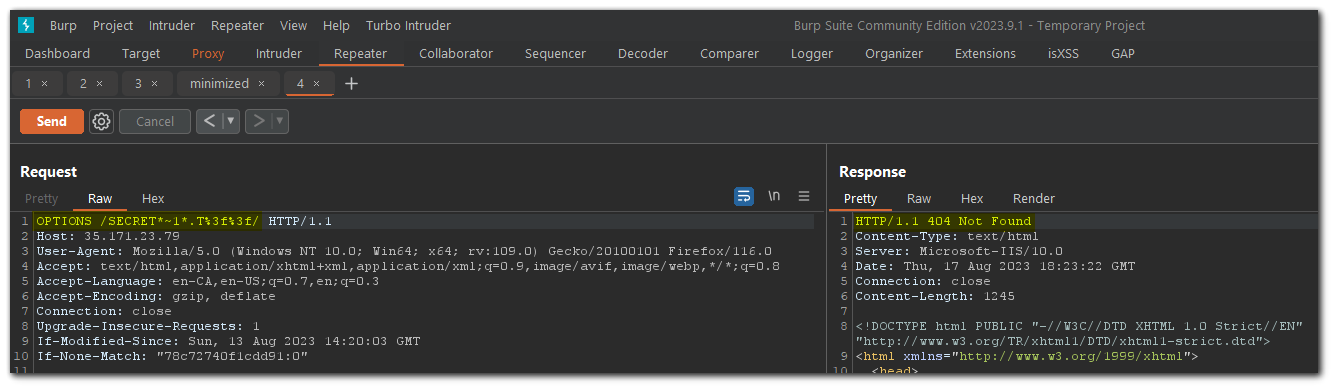 Burp Project Intruder Repeater View Help Turbo Intruder Burp Suite Community Edition v2023.9.1 - Temporary Project
Dashboard Target Proxy Intruder Repeater Collaborator Sequencer Decoder Comparer Logger Organizer Extensions isXSS GAP
1 × 2 × 3 × minimized × 4 × +
Send Cancel < >
Request
Pretty Raw Hex \n
1 OPTIONS /SECRET*~1*.T%3f%3f/ HTTP/1.1
2 Host: 35.171.23.79
3 User-Agent: Mozilla/5.0 (Windows NT 10.0; Win64; x64; rv:109.0) Gecko/20100101 Firefox/116.0
4 Accept: text/html,application/xhtml+xml,application/xml;q=0.9,image/avif,image/webp,*/*;q=0.8
5 Accept-Language: en-CA,en-US;q=0.7,en;q=0.3
6 Accept-Encoding: gzip, deflate
7 Connection: close
8 Upgrade-Insecure-Requests: 1
9 If-Modified-Since: Sun, 13 Aug 2023 14:20:03 GMT
10 If-None-Match: "78c72740f1cdd91:0"
11
Response
Pretty Raw Hex Render
1 HTTP/1.1 404 Not Found
2 Content-Type: text/html
3 Server: Microsoft-IIS/10.0
4 Date: Thu, 17 Aug 2023 18:23:22 GMT
5 Connection: close
6 Content-Length: 1245
7
8 <!DOCTYPE html PUBLIC "-//W3C//DTD XHTML 1.0 Strict//EN"
"http://www.w3.org/TR/xhtml1/DTD/xhtml1-strict.dtd">
9 <html xmlns="http://www.w3.org/1999/xhtml">
10 <head>